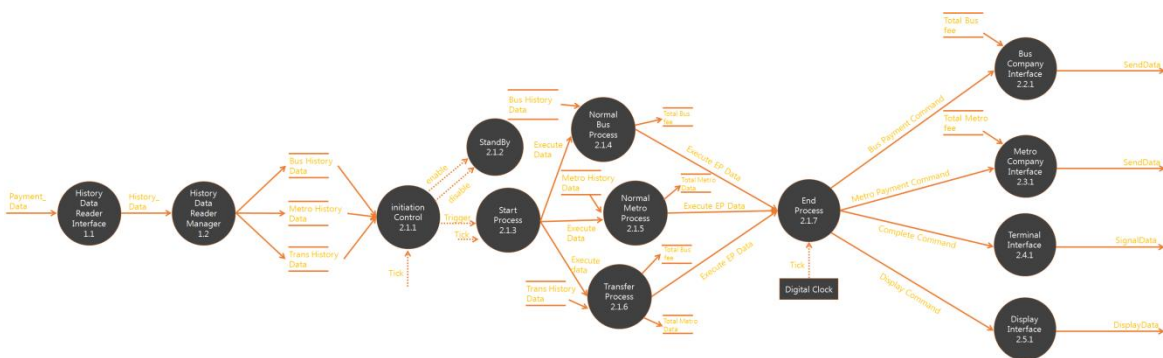 Payment_
Data
History
Data
Reader
Interface
1.1
History_
Data
History
Data
Reader
Manager
1.2
Bus History
Data
Metro History
Data
Trans History
Data
initiation
Control
2.1.1
Tick
enable
disable
Trigger
Tick
StandBy
2.1.2
Start
Process
2.1.3
Bus History
Data
Execute
Data
Metro History
Data
Execute
Data
Execute
data
Trans History
Data
Normal
Bus
Process
2.1.4
Total Bus
fee
Normal
Metro
Process
2.1.5
Total Metro
Data
Transfer
Process
2.1.6
Total Bus
fee
Total Metro
Data
Execute EP Data
Execute EP Data
Execute EP Data
End
Process
2.1.7
Tick
Digital Clock
Bus Payment Command
Metro Payment Command
Complete Command
Display Command
Total Bus
fee
Bus
Company
Interface
2.2.1
SendData
Total Metro
fee
Metro
Company
Interface
2.3.1
SendData
Terminal
Interface
2.4.1
SignalData
Display
Interface
2.5.1
DisplayData